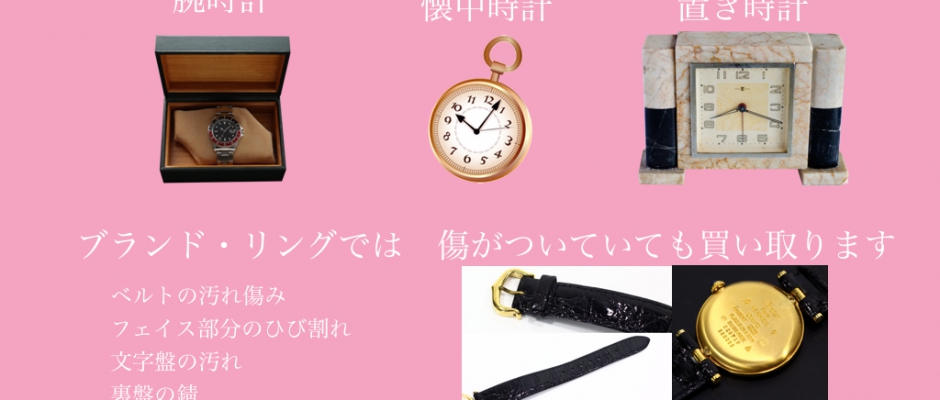 腕時計 懐中時計 置き時計
ブランド・リングでは 傷がついていても買い取ります
ベルトの汚れ傷み
フェイス部分のひび割れ
文字盤の汚れ
裏盤の錆